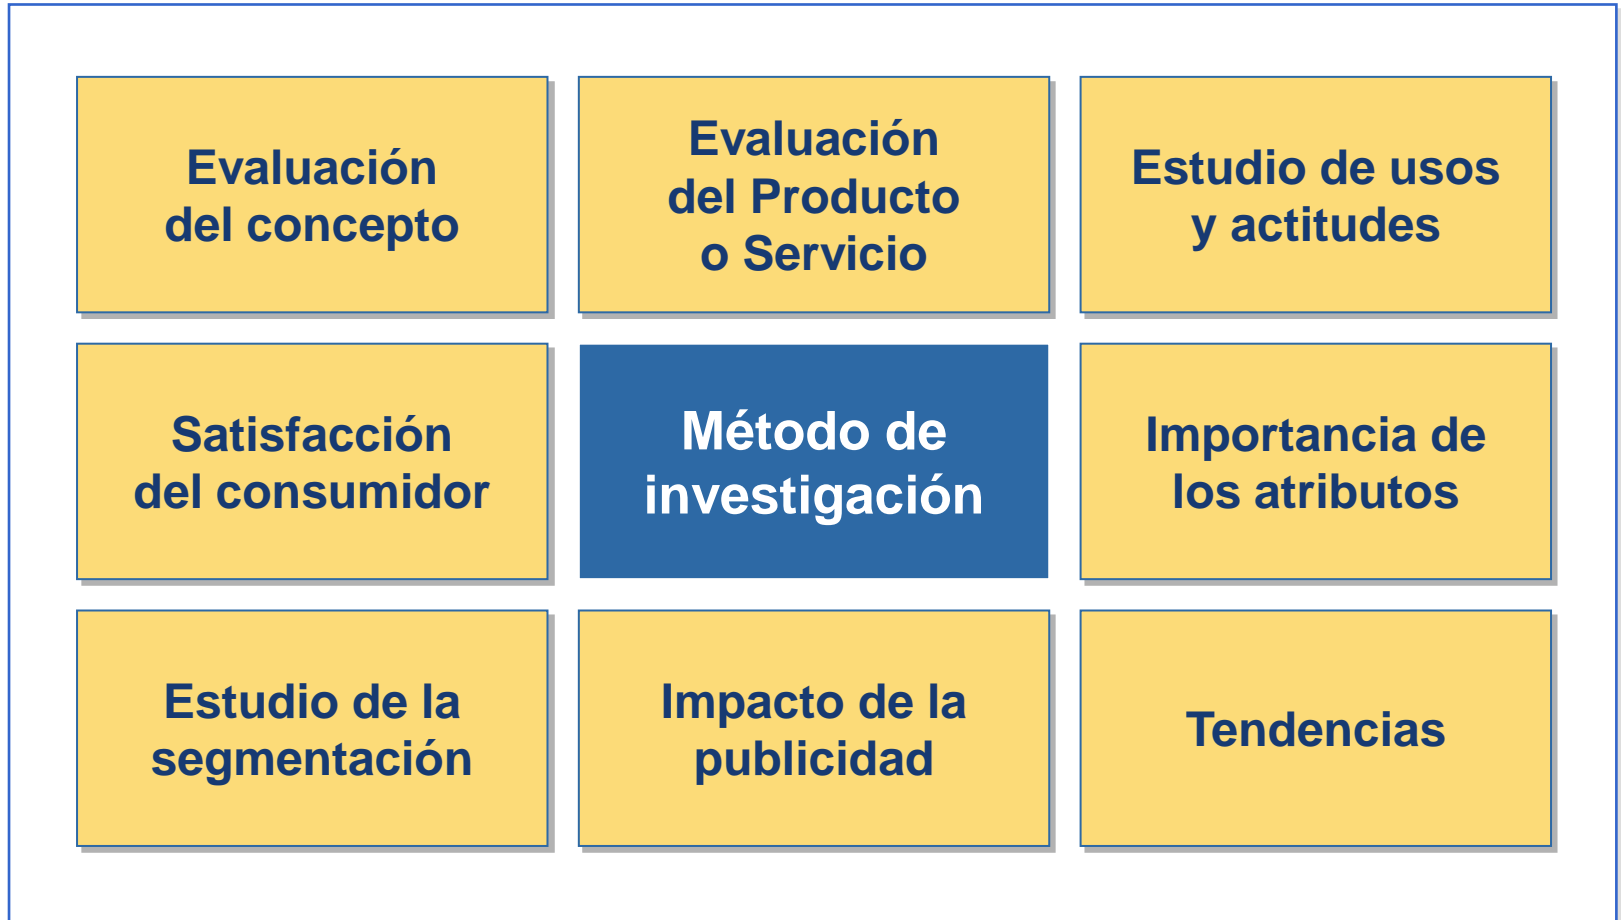 Evaluación
del concepto
Evaluación
del Producto
o Servicio
Estudio de usos
y actitudes
Satisfacción
del consumidor
Método de
investigación
Importancia de
los atributos
Estudio de la
segmentación
Impacto de la
publicidad
Tendencias